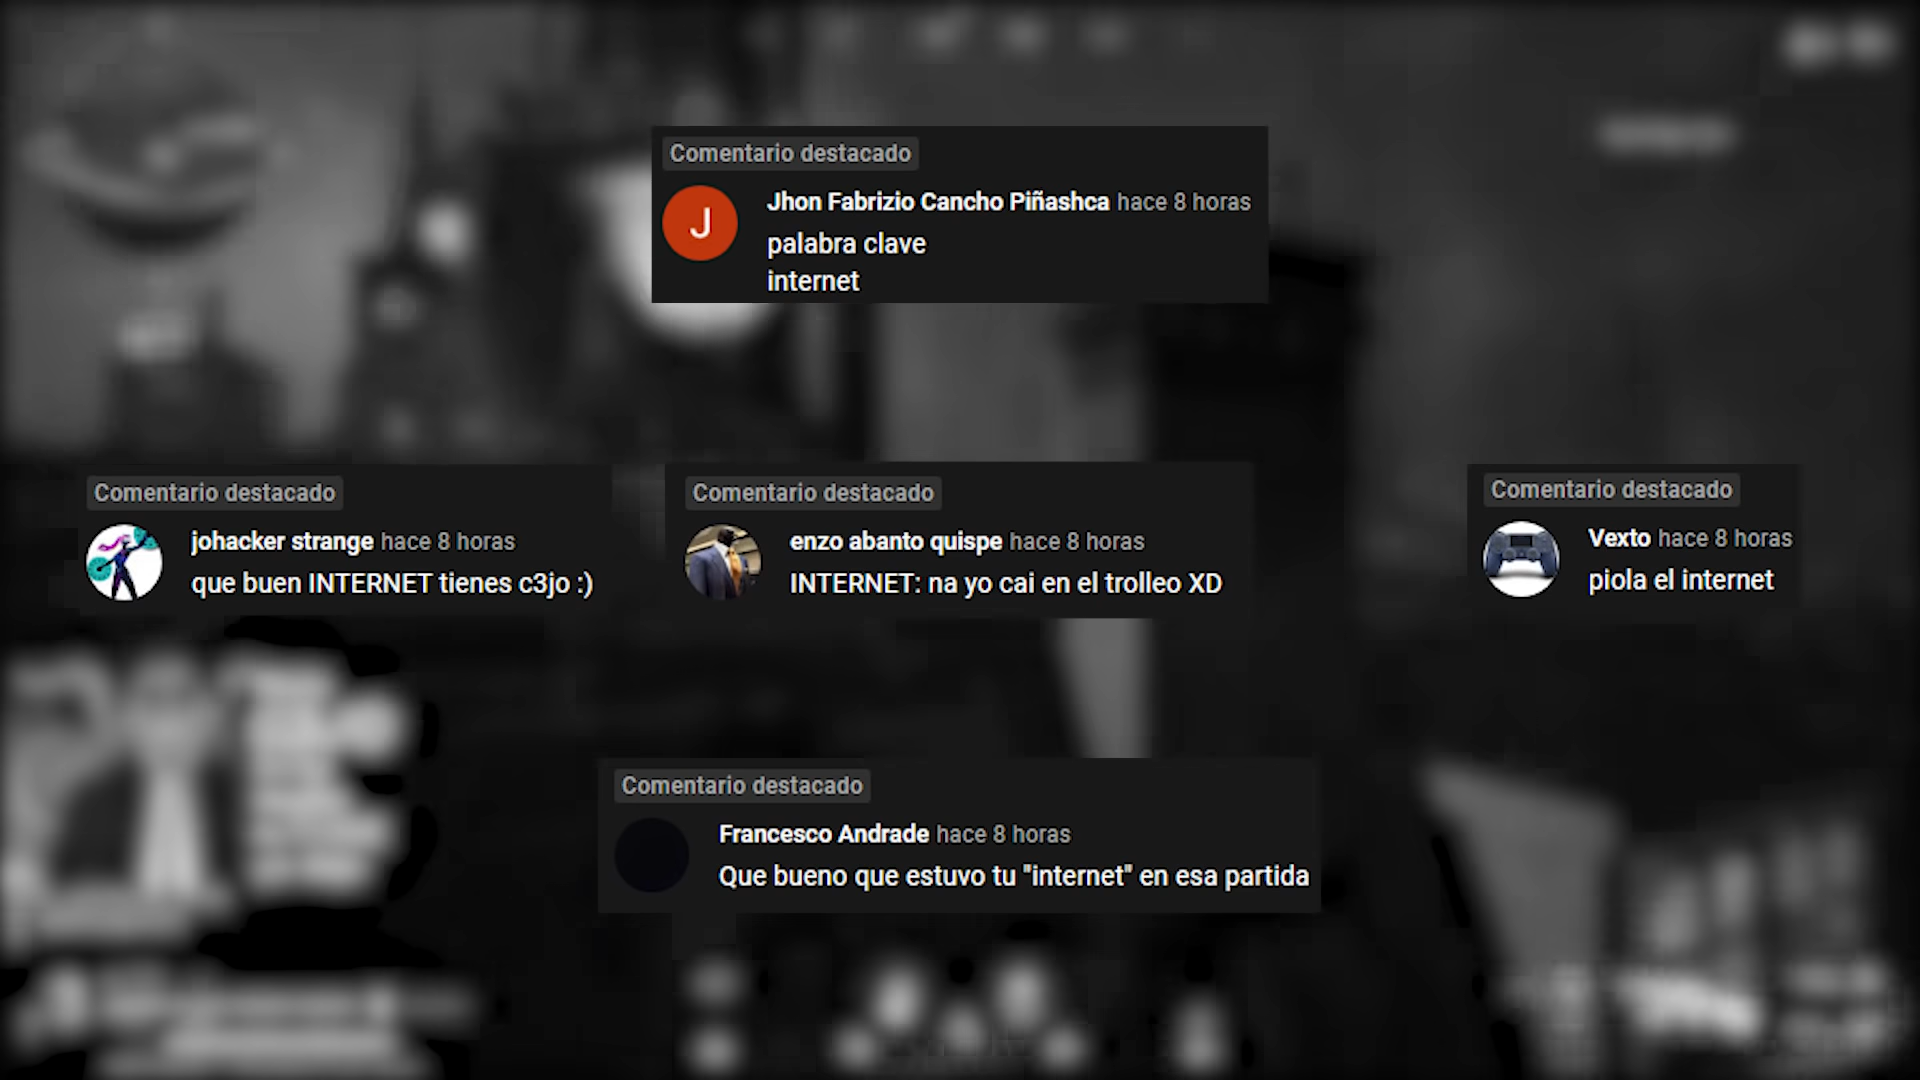 Comentario destacado
J
Jhon Fabrizio Cancho Piñashca hace 8 horas
palabra clave
internet
Comentario destacado
johacker strange hace 8 horas
que buen INTERNET tienes c3jo :)
Comentario destacado
enzo abanto quispe hace 8 horas
INTERNET: na yo cai en el trolleo XD
Comentario destacado
Vexto hace 8 horas
piola el internet
Comentario destacado
Francesco Andrade hace 8 horas
Que bueno que estuvo tu "internet" en esa partida